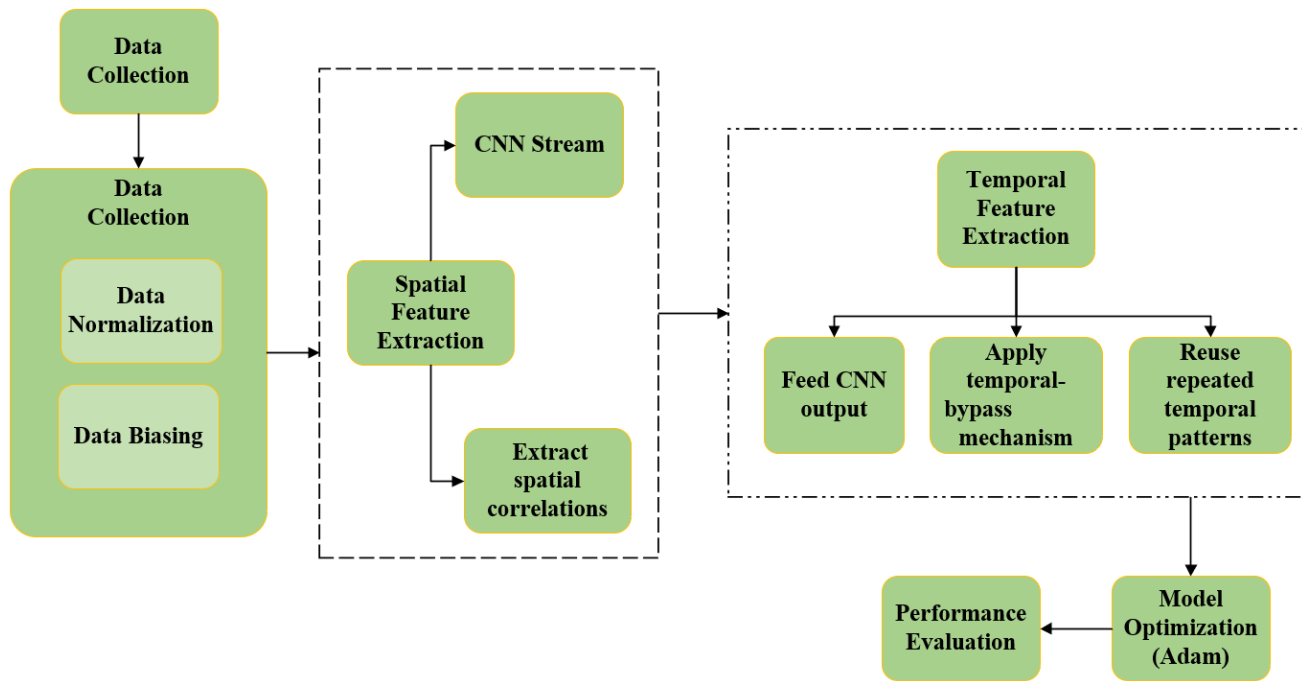 Data
Collection
Data
Collection
Data
Normalization
Data Biasing
CNN Stream
Spatial
Feature
Extraction
Extract
spatial
correlations
Temporal
Feature
Extraction
Feed CNN
output
Apply
temporal-
bypass
mechanism
Reuse
repeated
temporal
patterns
Model
Optimization
(Adam)
Performance
Evaluation